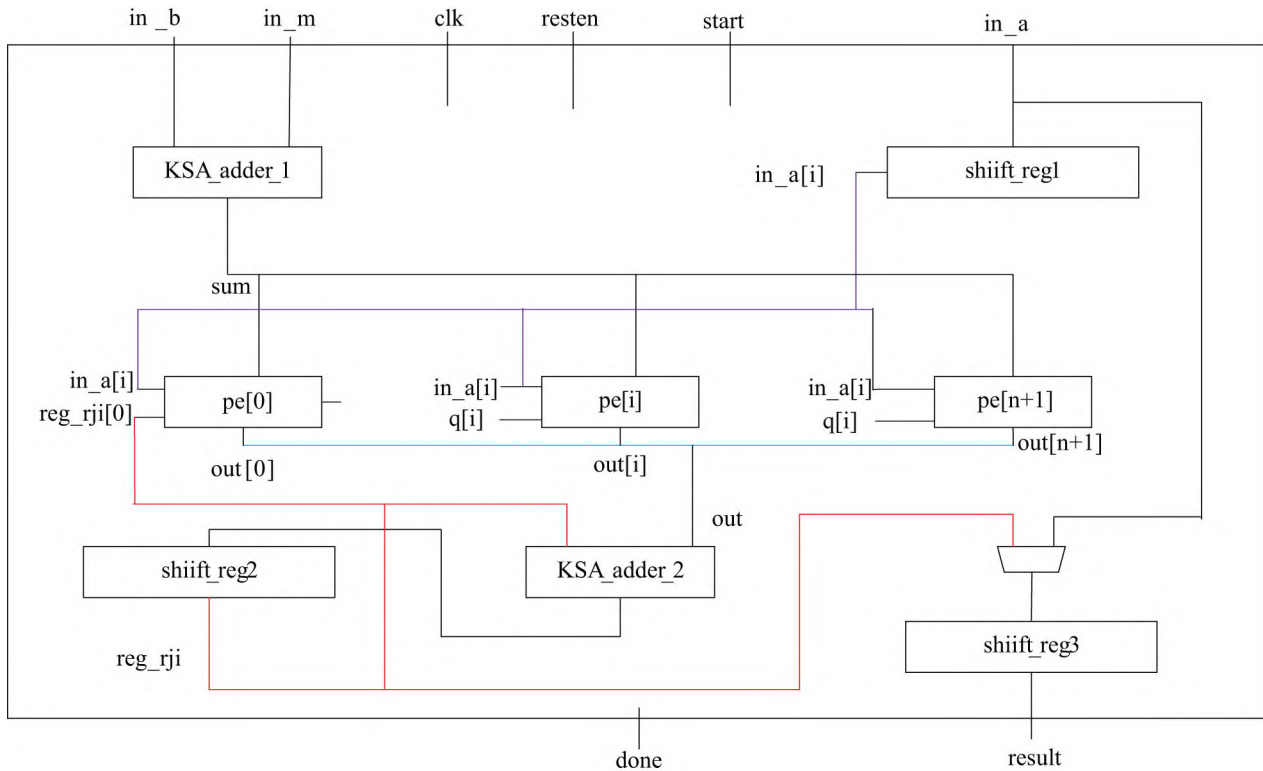 in _b
in_m
clk
resten
start
in_a
KSA_adder_1
in_a[i]
shiift_reg1
sum
in_a[i]
pe[0]
in_a[i]
pe[i]
in_a[i]
pe[n+1]
reg_rji[0]
q[i]
q[i]
out[0]
out[i]
out[n+1]
out
shiift_reg2
KSA_adder_2
reg_rji
shiift_reg3
done
result